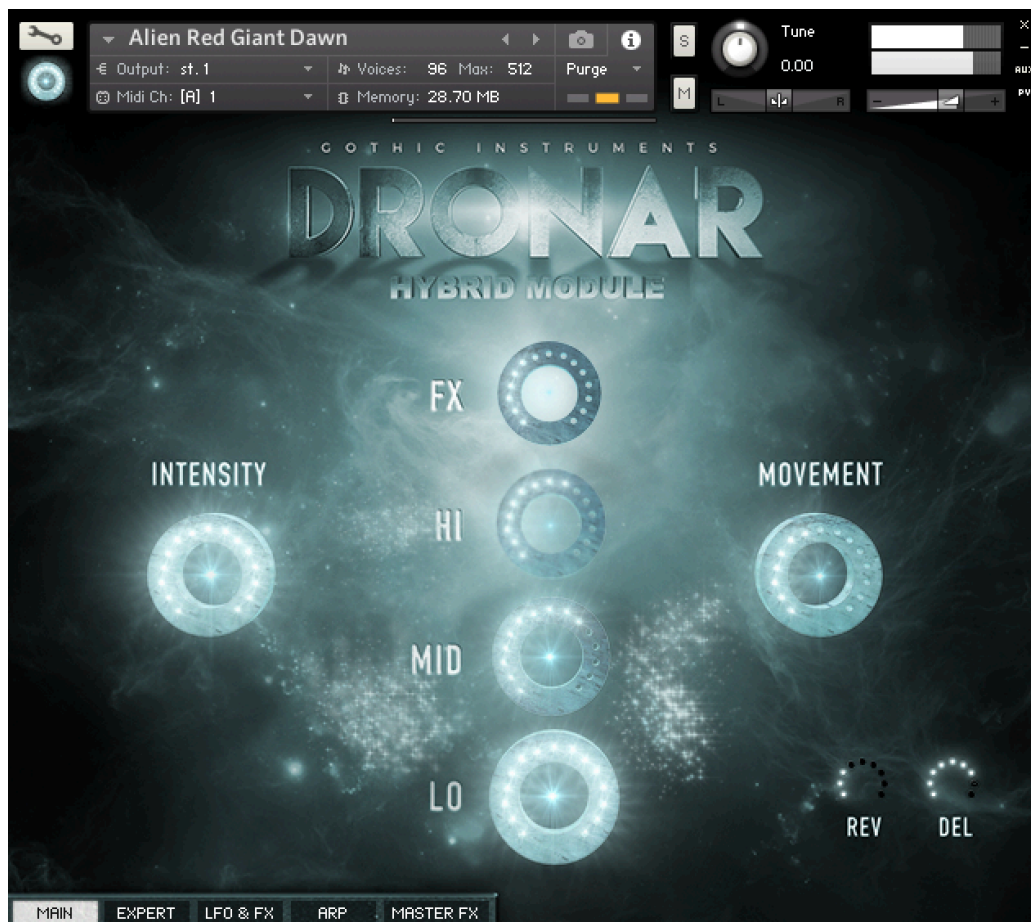 Alien Red Giant Dawn
Output: st. 1
Voices: 96 Max: 512
Purge
Midi Ch: [A] 1
Memory: 28.70 MB
S
M
Tune
0.00
L R
- +
X
-
AUX
PV
GOTHIC INSTRUMENTS
DRONAR
HYBRID MODULE
FX
INTENSITY
MOVEMENT
HI
MID
LO
REV DEL
MAIN EXPERT LFO & FX ARP MASTER FX